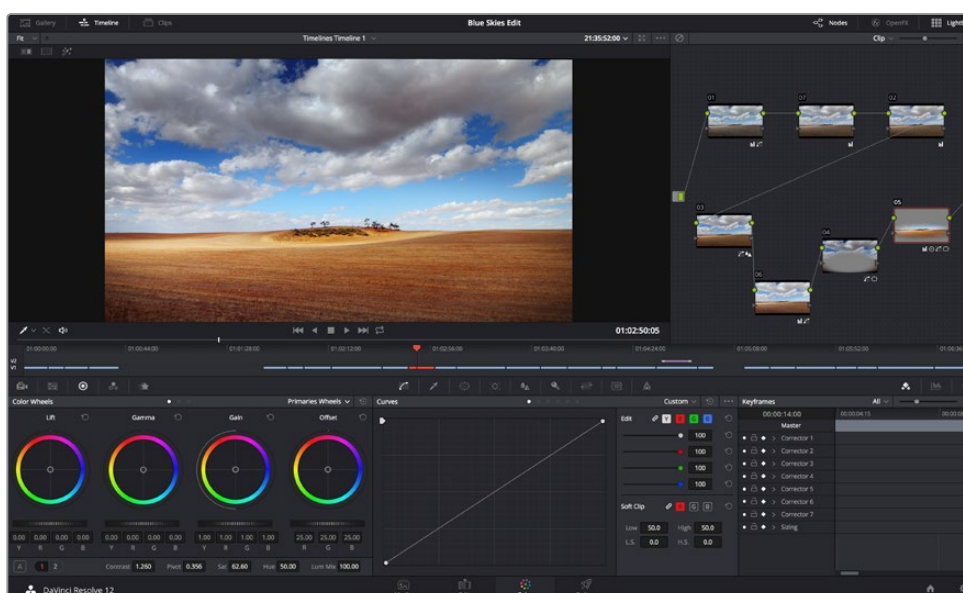 Gallery Timeline Clips Blue Skies Edit Nodes OpenFX
Fit Timelines Timeline 1 21:35:52:00 Clip
01 07 02
03 04 05
06
01:02:50:05
01:00:00:00 01:00:44:00 01:01:28:00 01:02:12:00 01:02:56:00 01:03:40:00 01:04:24:00 01:05:08:00 01:05:52:00
V2
V1
Color Wheels Primaries Wheels Curves Custom Keyframes All
Lift Gamma Gain Offset
Edit Y R G B
100
100
100
100
Soft Clip R G B
Low 50.0 High 50.0
L.S. 0.0 H.S. 0.0
00:00:14:00 00:00:04:15
Master
Corrector 1
Corrector 2
Corrector 3
Corrector 4
Corrector 5
Corrector 6
Corrector 7
Sizing
0.00 0.00 0.00 0.00 0.00 0.00 0.00 0.00 1.00 1.00 1.00 1.00 25.00 25.00 25.00
Y R G B Y R G B Y R G B R G B
A 1 2 Contrast 1.260 Pivot 0.356 Sat 62.60 Hue 50.00 Lum Mix 100.00
DaVinci Resolve 12